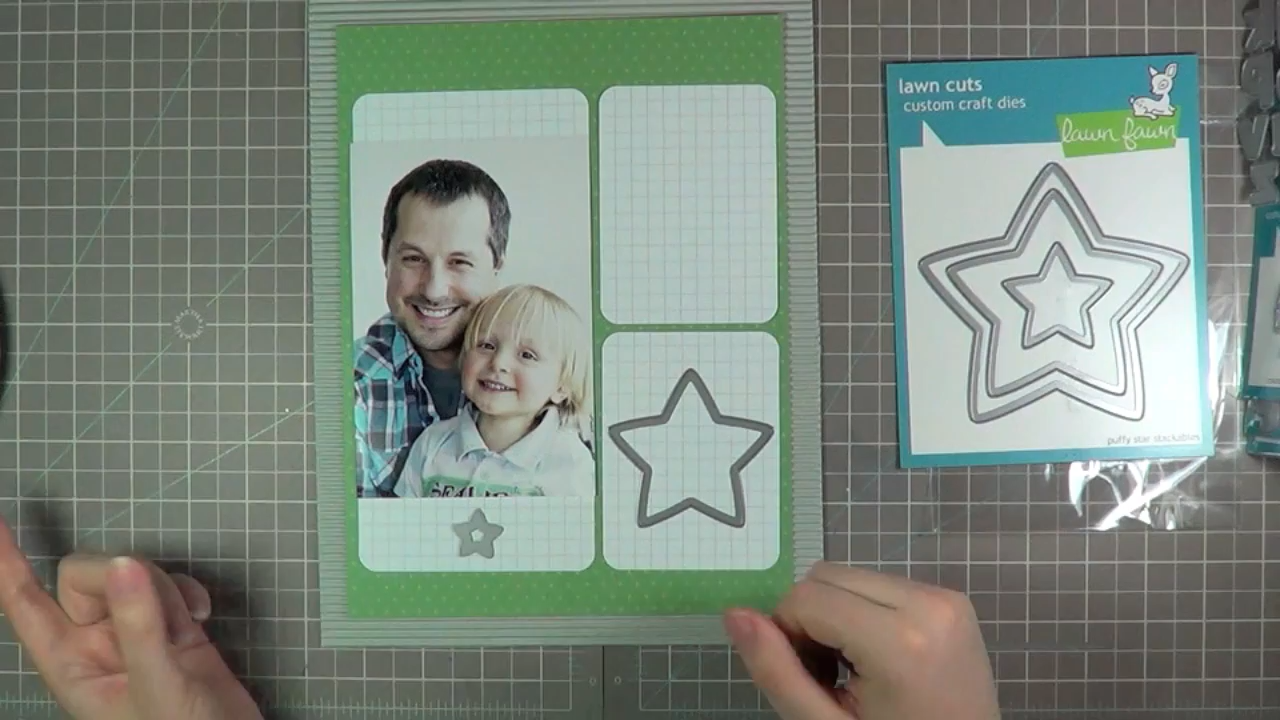 lawn cuts
custom craft dies
lawn fawn
puffy star stackables